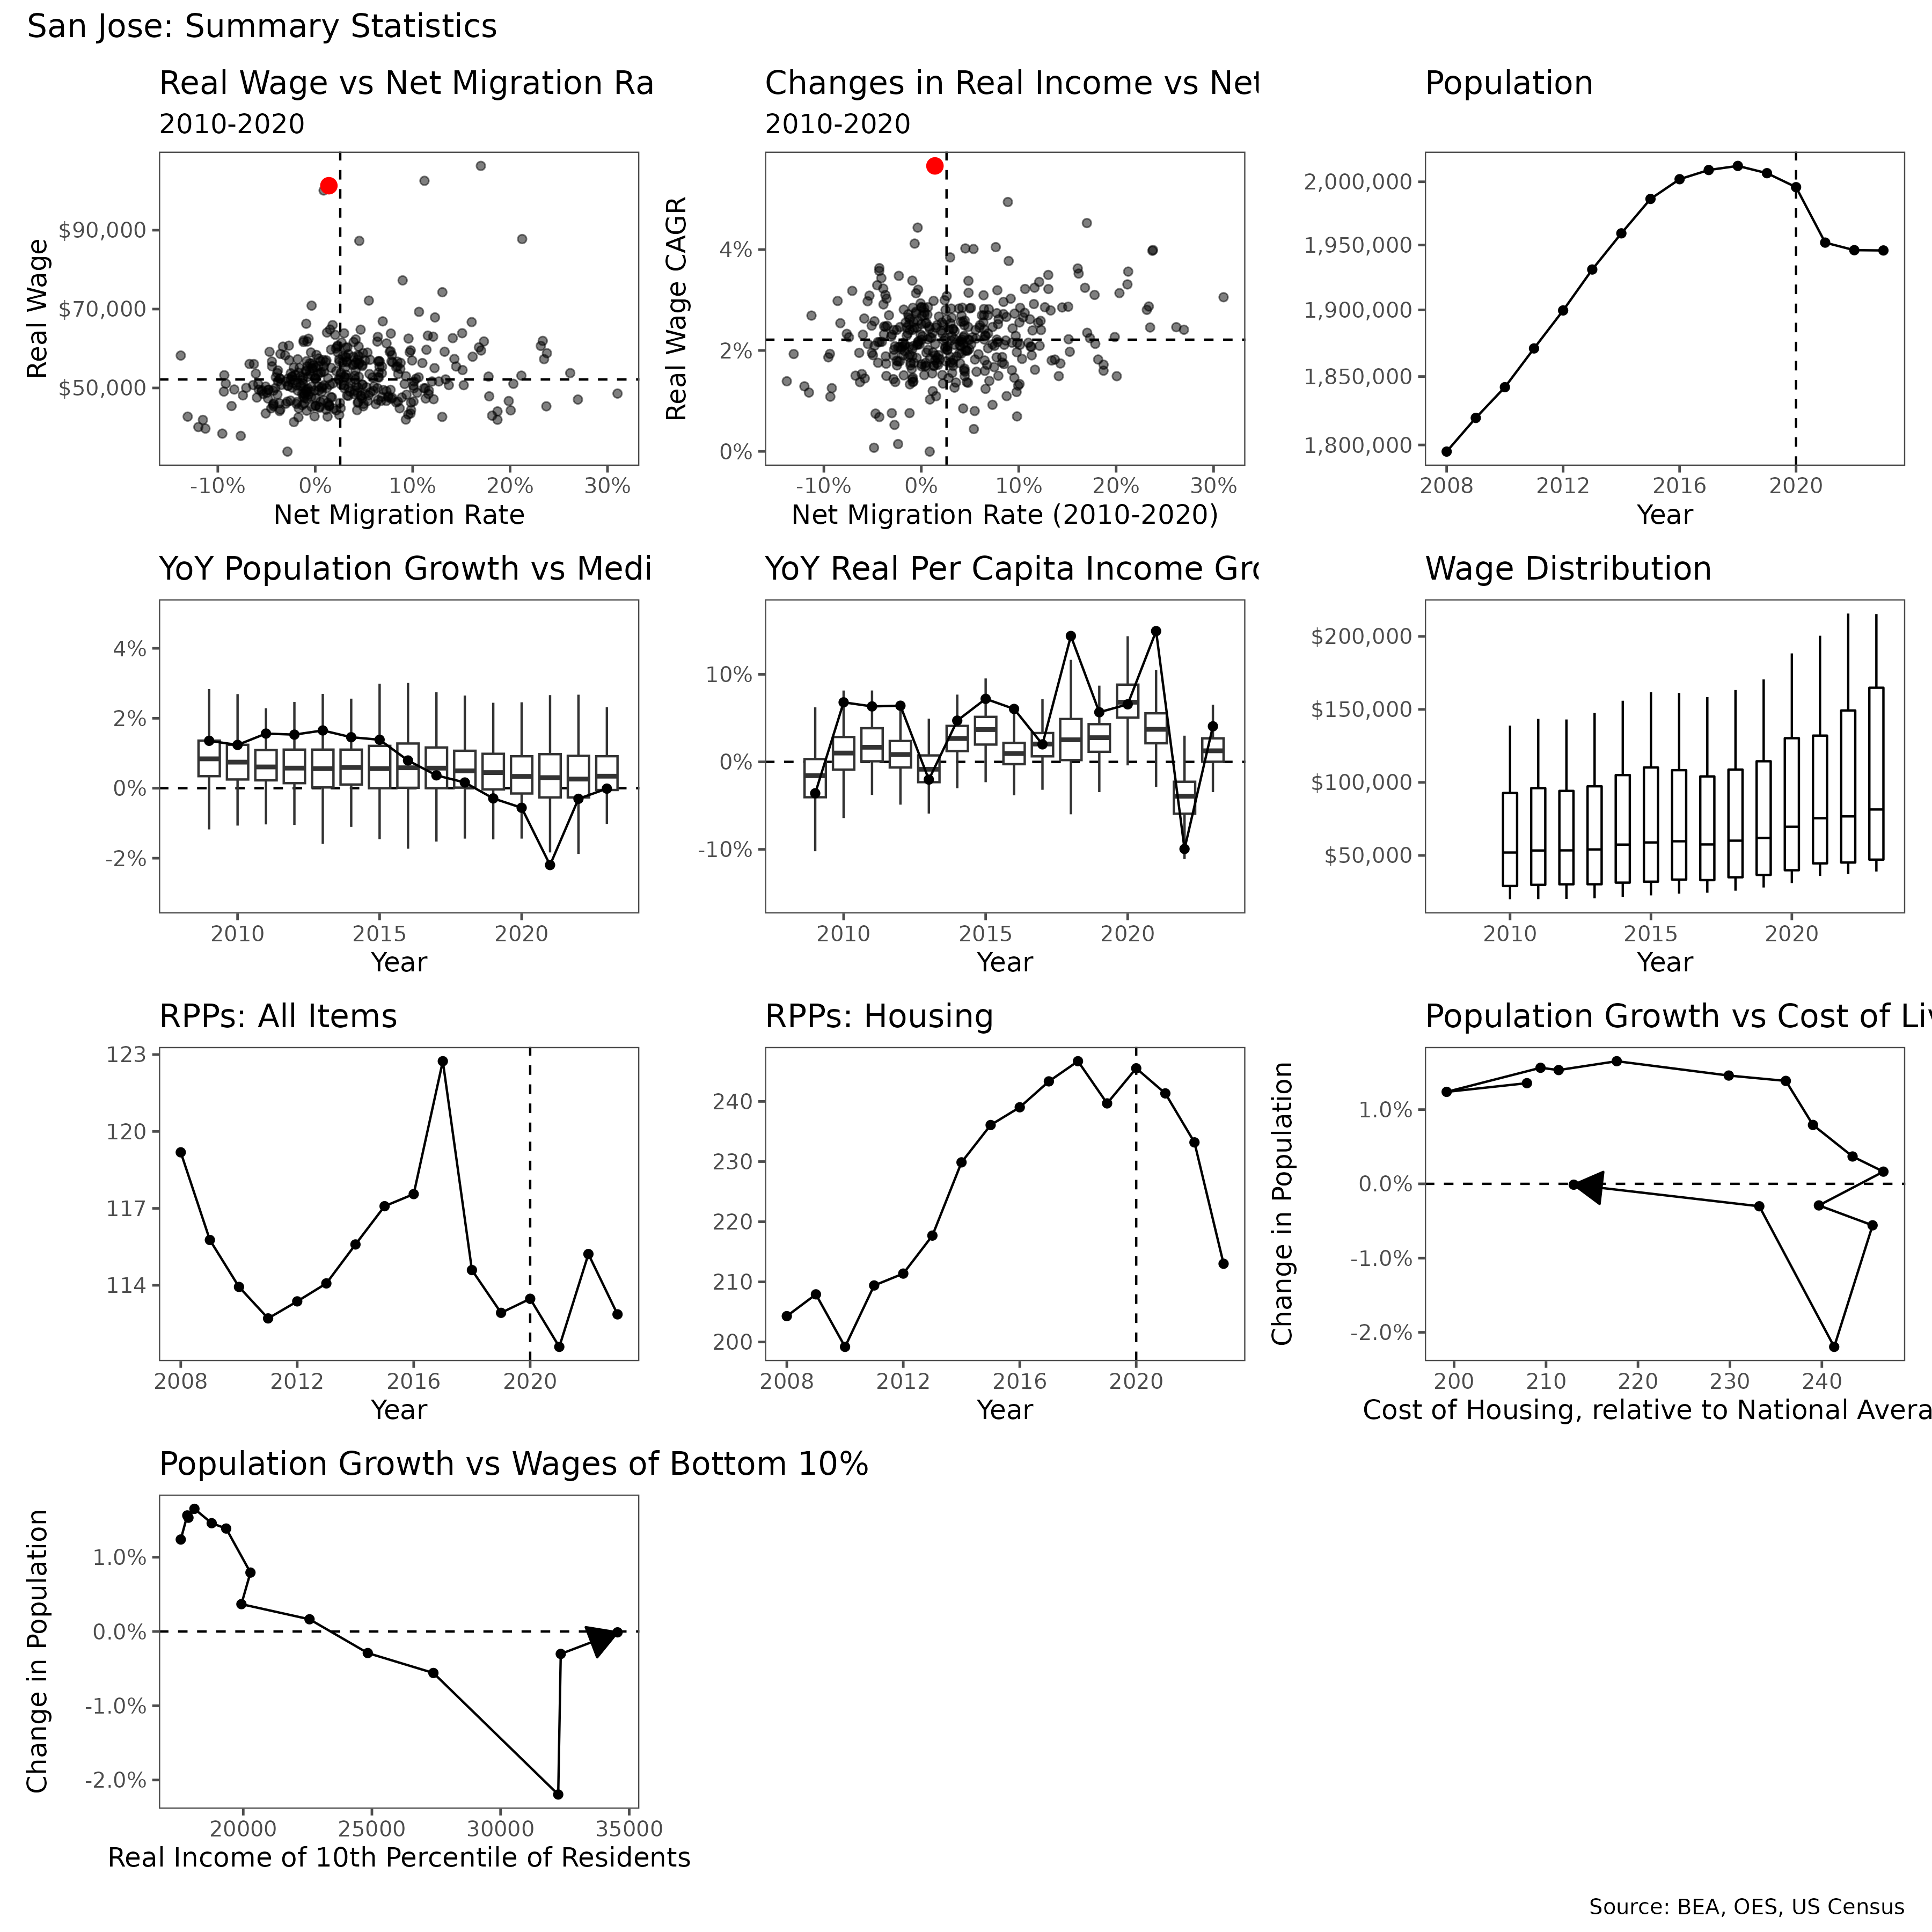 San Jose: Summary Statistics
Real Wage vs Net Migration Ra
2010-2020
Real Wage
$90,000
$70,000
$50,000
-10% 0% 10% 20% 30%
Net Migration Rate
Changes in Real Income vs Net
2010-2020
Real Wage CAGR
4%
2%
0%
-10% 0% 10% 20% 30%
Net Migration Rate (2010-2020)
Population
2,000,000
1,950,000
1,900,000
1,850,000
1,800,000
2008 2012 2016 2020
Year
YoY Population Growth vs Medi
4%
2%
0%
-2%
2010 2015 2020
Year
YoY Real Per Capita Income Gro
10%
0%
-10%
2010 2015 2020
Year
Wage Distribution
$200,000
$150,000
$100,000
$50,000
2010 2015 2020
Year
RPPs: All Items
123
120
117
114
2008 2012 2016 2020
Year
RPPs: Housing
240
230
220
210
200
2008 2012 2016 2020
Year
Population Growth vs Cost of Liv
Change in Population
1.0%
0.0%
-1.0%
-2.0%
200 210 220 230 240
Cost of Housing, relative to National Avera
Population Growth vs Wages of Bottom 10%
Change in Population
1.0%
0.0%
-1.0%
-2.0%
20000 25000 30000 35000
Real Income of 10th Percentile of Residents
Source: BEA, OES, US Census